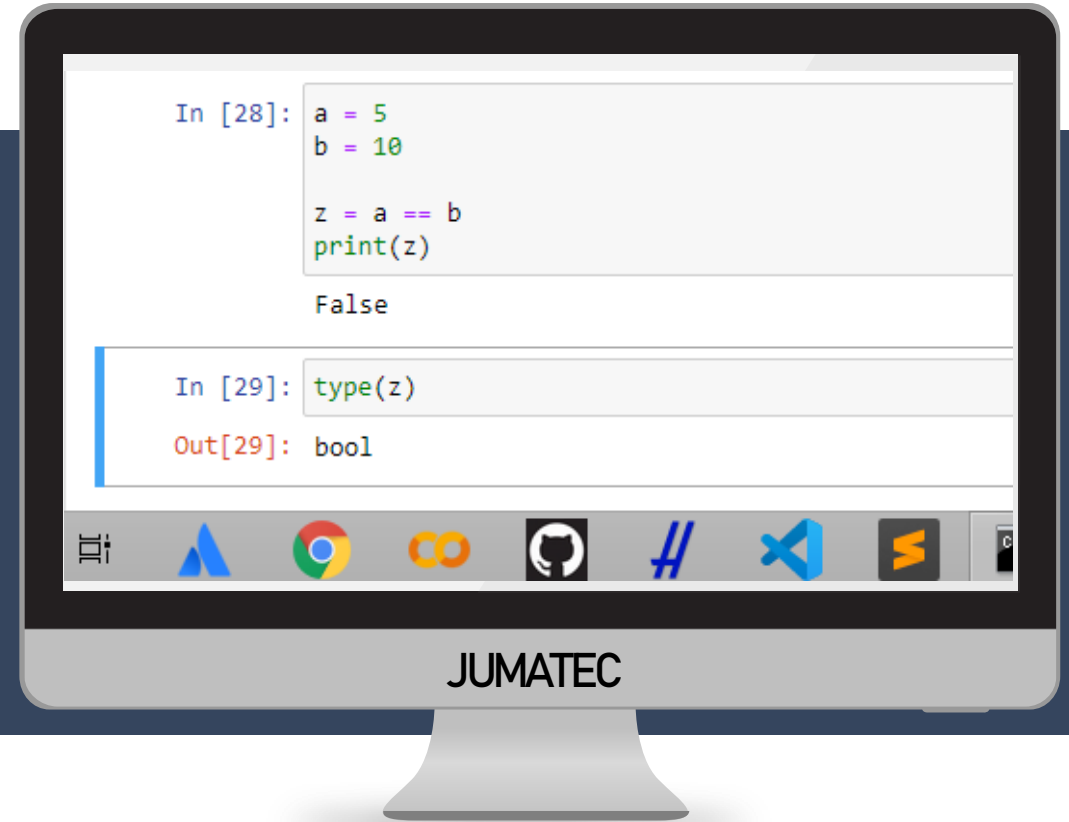 In [28]: a = 5
b = 10
z = a == b
print(z)
False
In [29]: type(z)
Out[29]: bool
JUMATEC